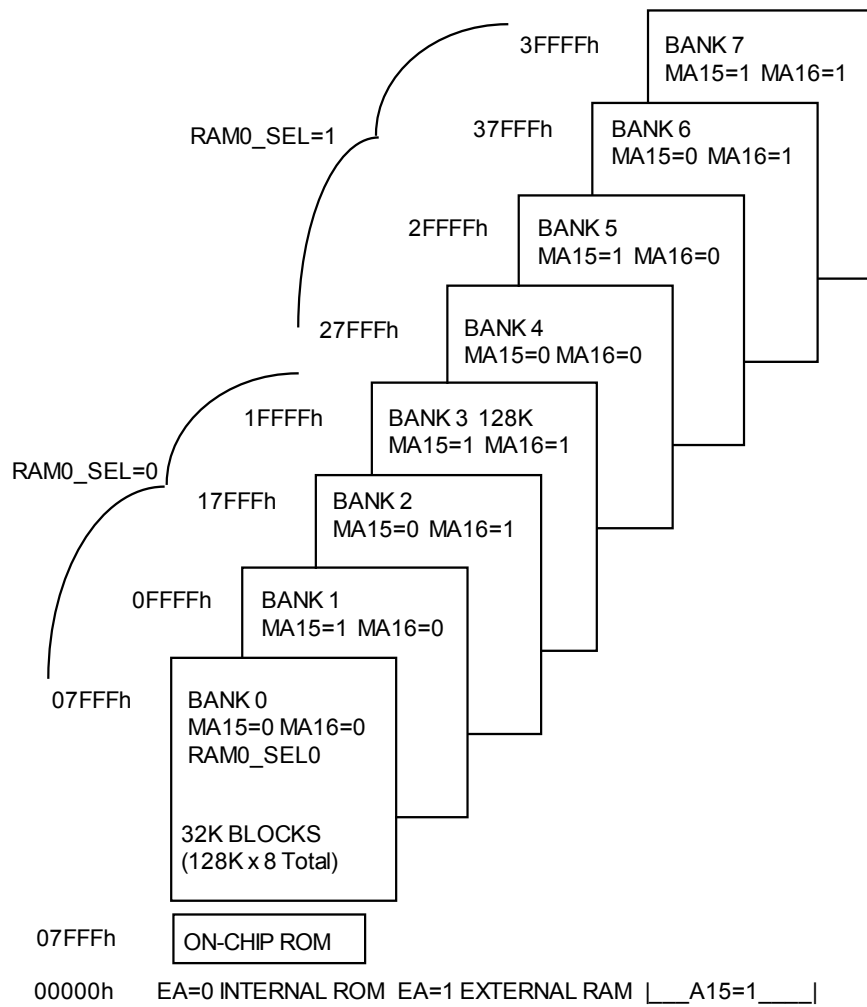 3FFFFh
BANK 7
MA15=1 MA16=1
RAM0_SEL=1
37FFFh
BANK 6
MA15=0 MA16=1
2FFFFh
BANK 5
MA15=1 MA16=0
27FFFh
BANK 4
MA15=0 MA16=0
1FFFFh
BANK 3 128K
MA15=1 MA16=1
RAM0_SEL=0
17FFFh
BANK 2
MA15=0 MA16=1
0FFFFh
BANK 1
MA15=1 MA16=0
07FFFh
BANK 0
MA15=0 MA16=0
RAM0_SEL0
32K BLOCKS
(128K x 8 Total)
07FFFh
ON-CHIP ROM
00000h EA=0 INTERNAL ROM EA=1 EXTERNAL RAM |___A15=1____|